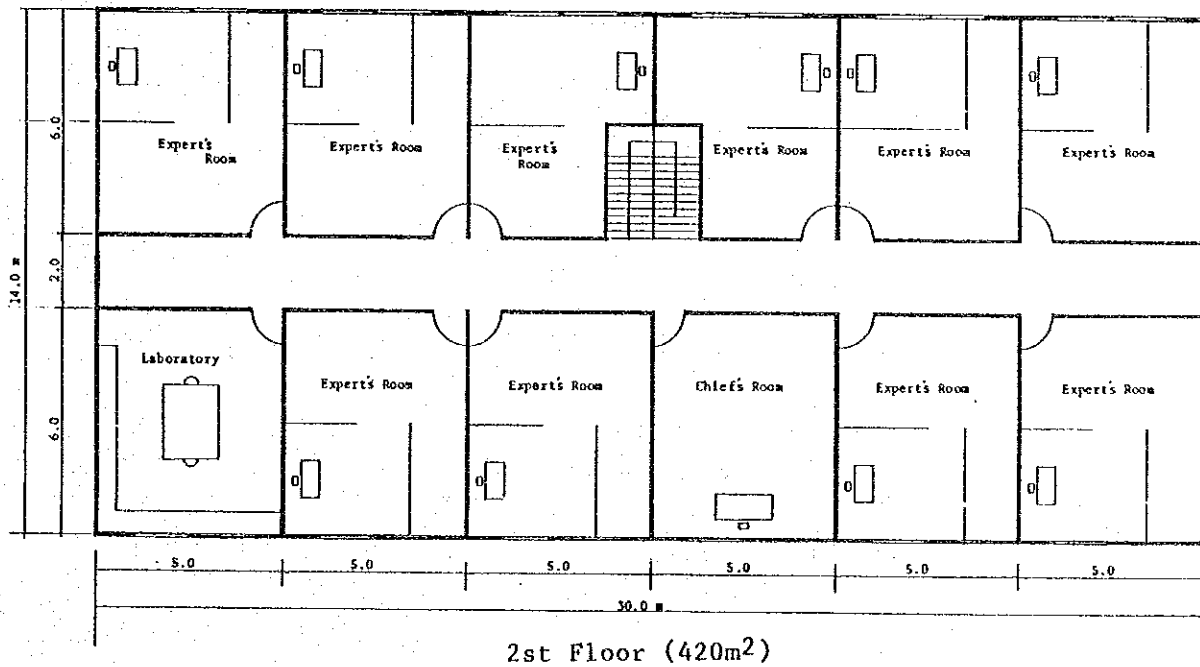 Expert's
Room
Expert's Room
Expert's
Room
Expert's Room
Expert's Room
Expert's Room
6.0
2.0
14.0 m
6.0
Laboratory
Expert's Room
Expert's Room
Chief's Room
Expert's Room
Expert's Room
5.0 5.0 5.0 5.0 5.0 5.0
30.0 m
2st Floor (420m²)